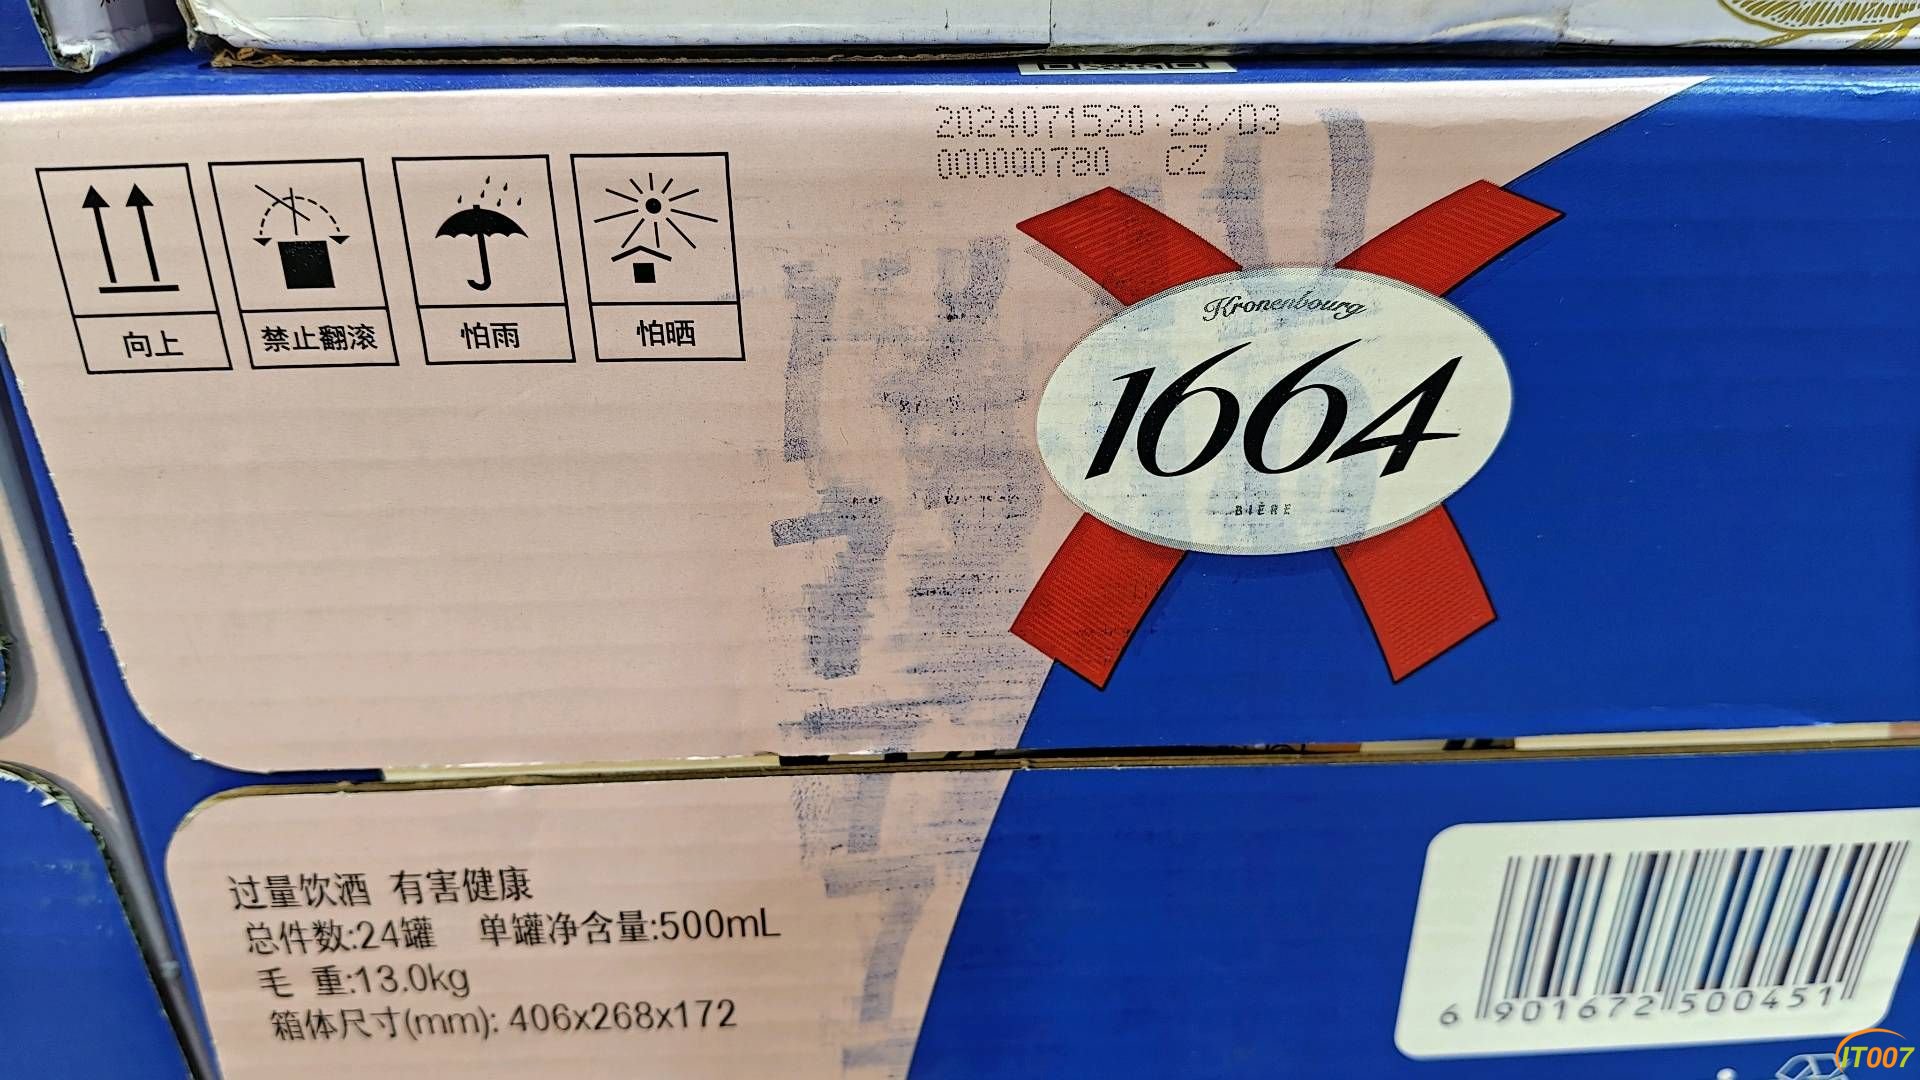 2024071520:26/03
000000780 CZ
向上
禁止翻滚
怕雨
怕晒
Kronenbourg
1664
BIÈRE
过量饮酒 有害健康
总件数:24罐 单罐净含量:500mL
毛 重:13.0kg
箱体尺寸(mm): 406x268x172
6 901672 500451
IT007